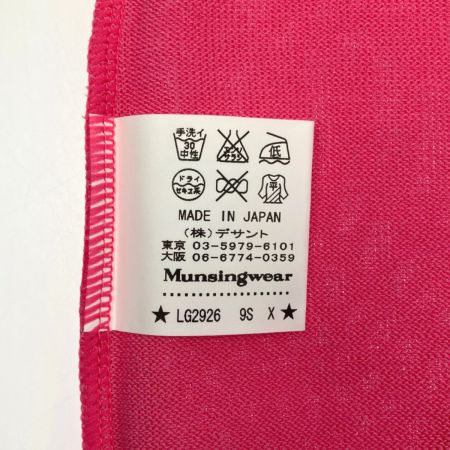 手洗イ
30
中性
エンソ
サラシ
低
ドライ
セキユ系
平
MADE IN JAPAN
(株)デサント
東京 03-5979-6101
大阪 06-6774-0359
Munsingwear
★ LG2926 9S X ★